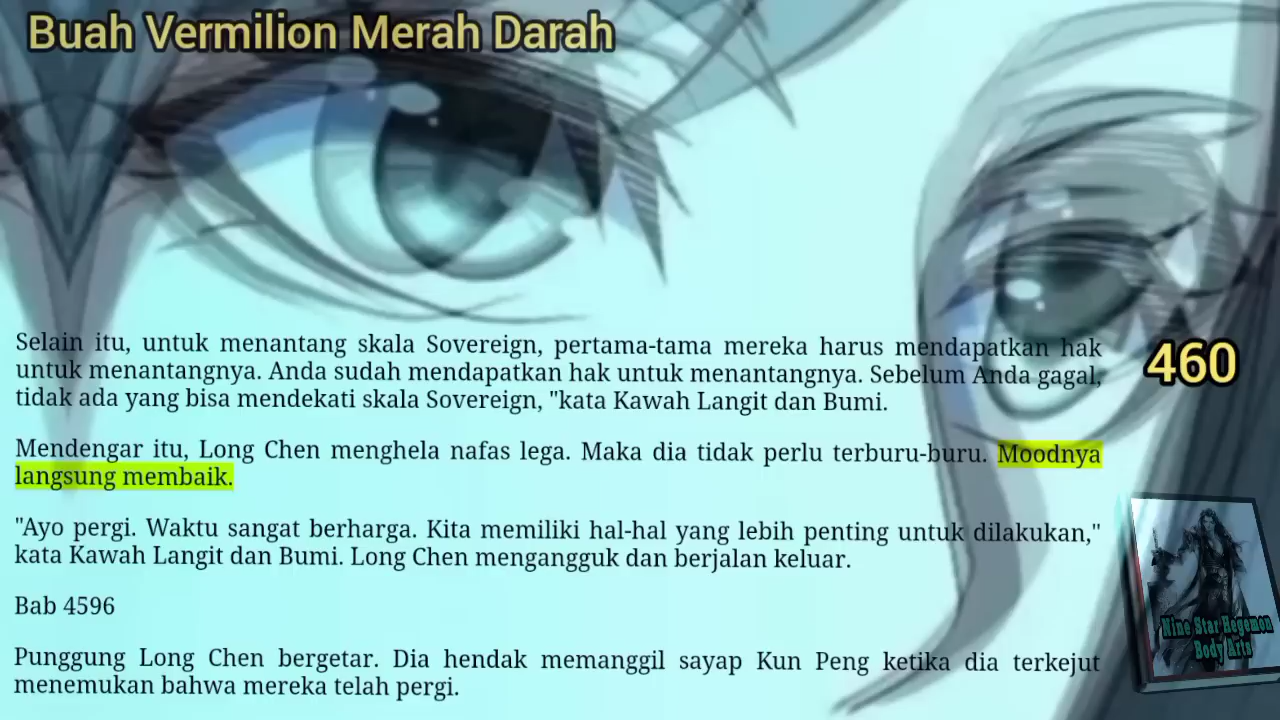 Buah Vermilion Merah Darah
Selain itu, untuk menantang skala Sovereign, pertama-tama mereka harus mendapatkan hak
untuk menantangnya. Anda sudah mendapatkan hak untuk menantangnya. Sebelum Anda gagal,
tidak ada yang bisa mendekati skala Sovereign, "kata Kawah Langit dan Bumi.
460
Mendengar itu, Long Chen menghela nafas lega. Maka dia tidak perlu terburu-buru. Moodnya
langsung membaik.
"Ayo pergi. Waktu sangat berharga. Kita memiliki hal-hal yang lebih penting untuk dilakukan,"
kata Kawah Langit dan Bumi. Long Chen mengangguk dan berjalan keluar.
Bab 4596
Punggung Long Chen bergetar. Dia hendak memanggil sayap Kun Peng ketika dia terkejut
menemukan bahwa mereka telah pergi.
Nine Star Hegemon
Body Arts